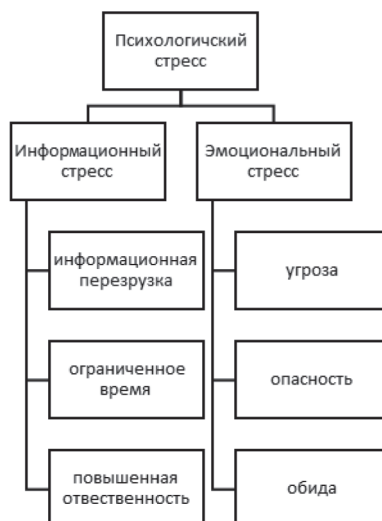 Психологичский
стресс
Информационный
стресс
Эмоциональный
стресс
информационная
перезрузка
угроза
ограниченное
время
опасность
повышенная
отвественность
обида